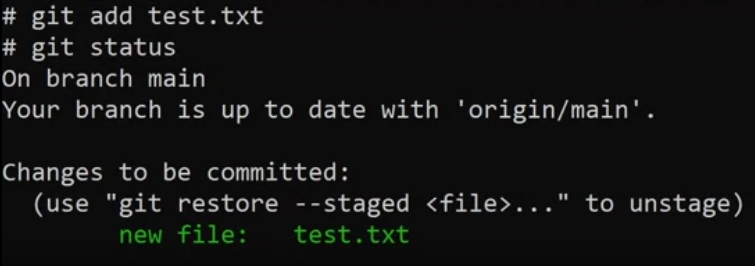 # git add test.txt
# git status
On branch main
Your branch is up to date with 'origin/main'.

Changes to be committed:
  (use "git restore --staged <file>..." to unstage)
        new file:   test.txt